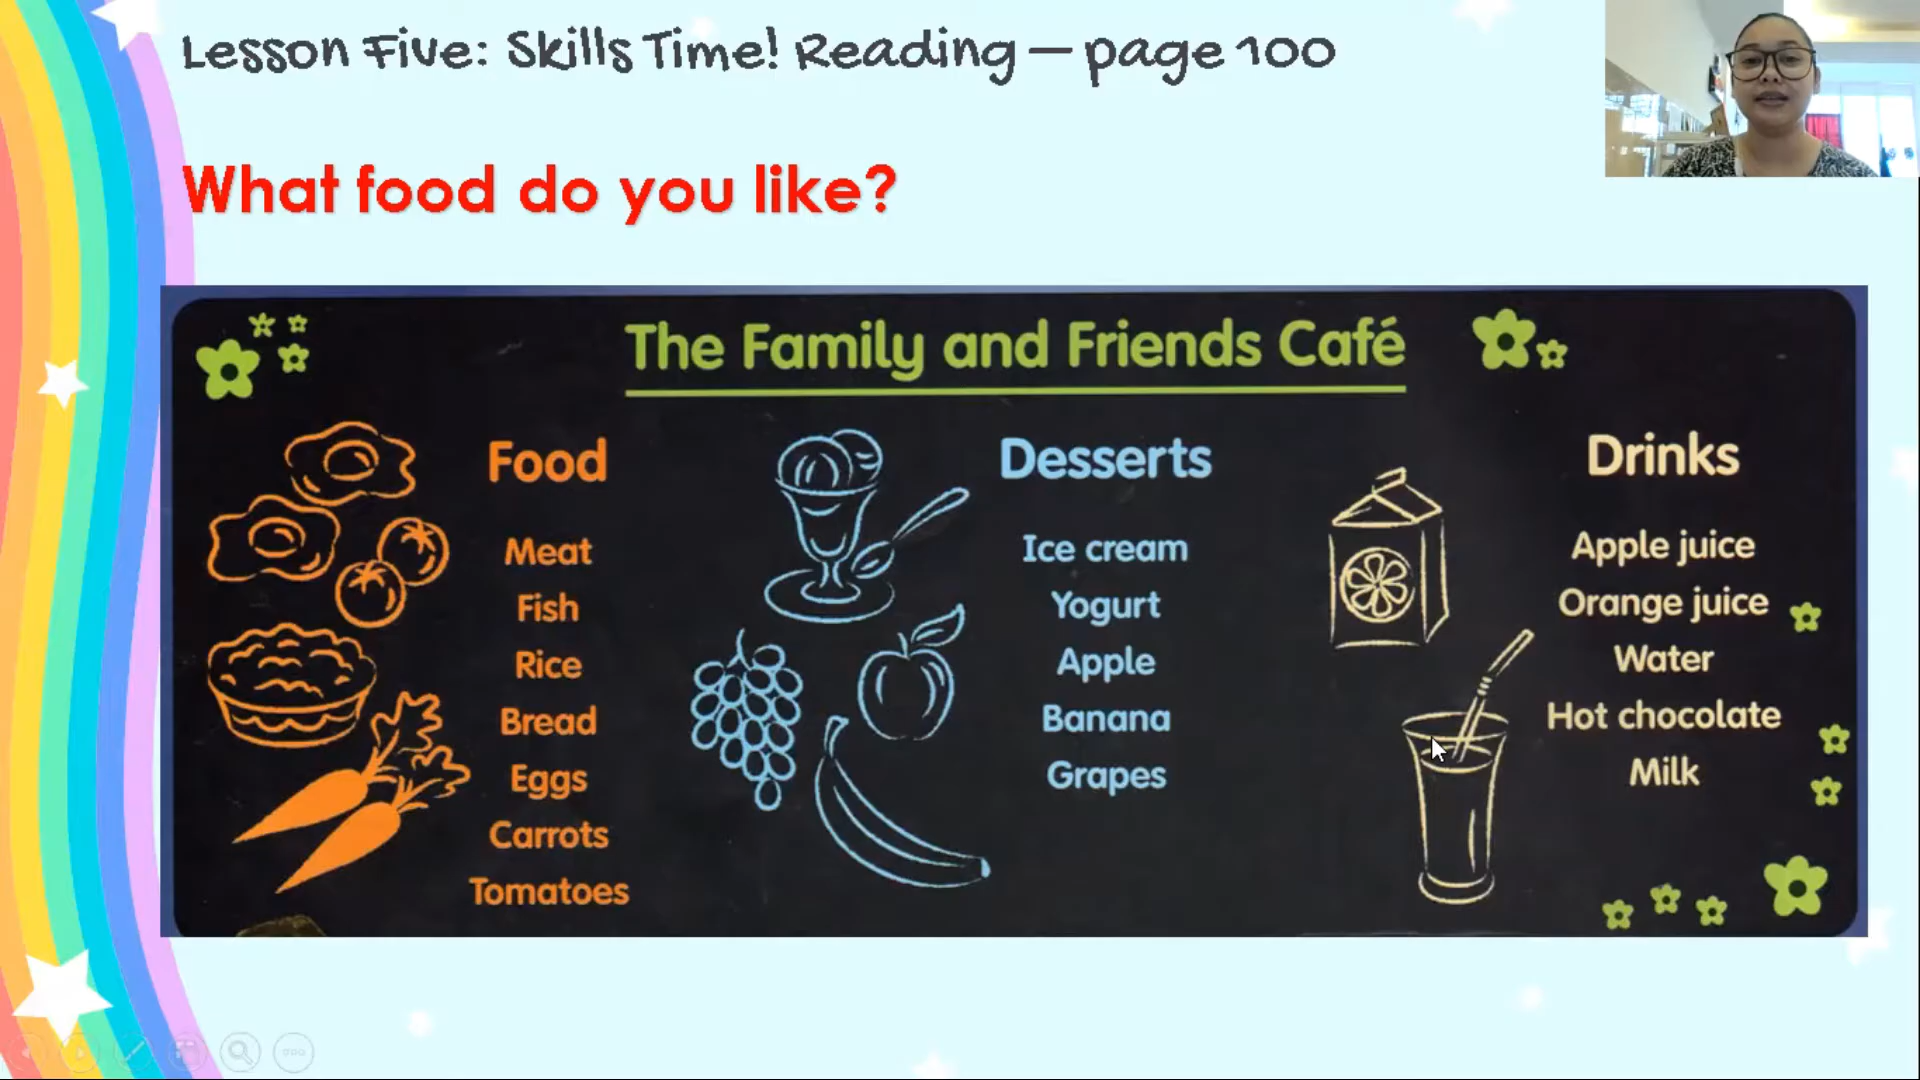 Lesson Five: Skills Time! Reading – page 100
What food do you like?
The Family and Friends Café
Food
Meat
Fish
Rice
Bread
Eggs
Carrots
Tomatoes
Desserts
Ice cream
Yogurt
Apple
Banana
Grapes
Drinks
Apple juice
Orange juice
Water
Hot chocolate
Milk